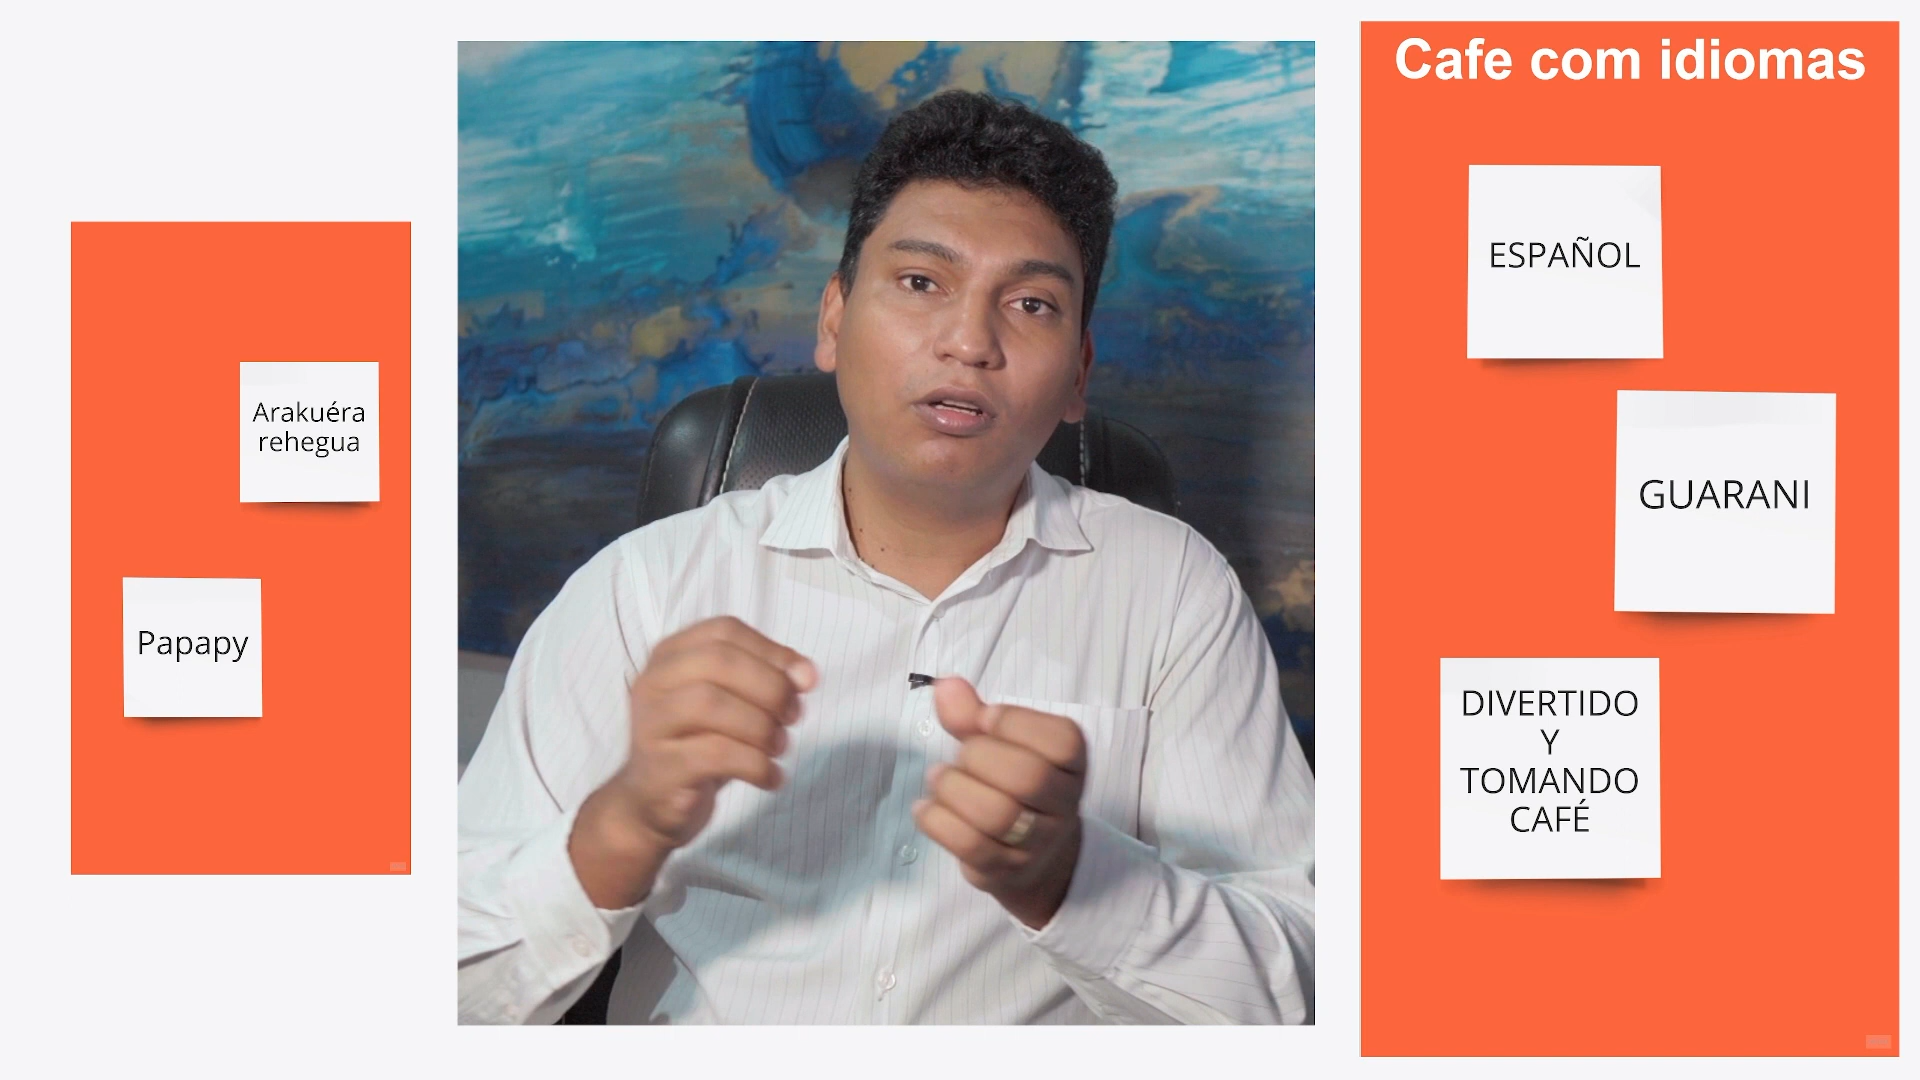 Arakuéra
rehegua
Papapy
Cafe com idiomas
ESPAÑOL
GUARANI
DIVERTIDO
Y
TOMANDO
CAFÉ